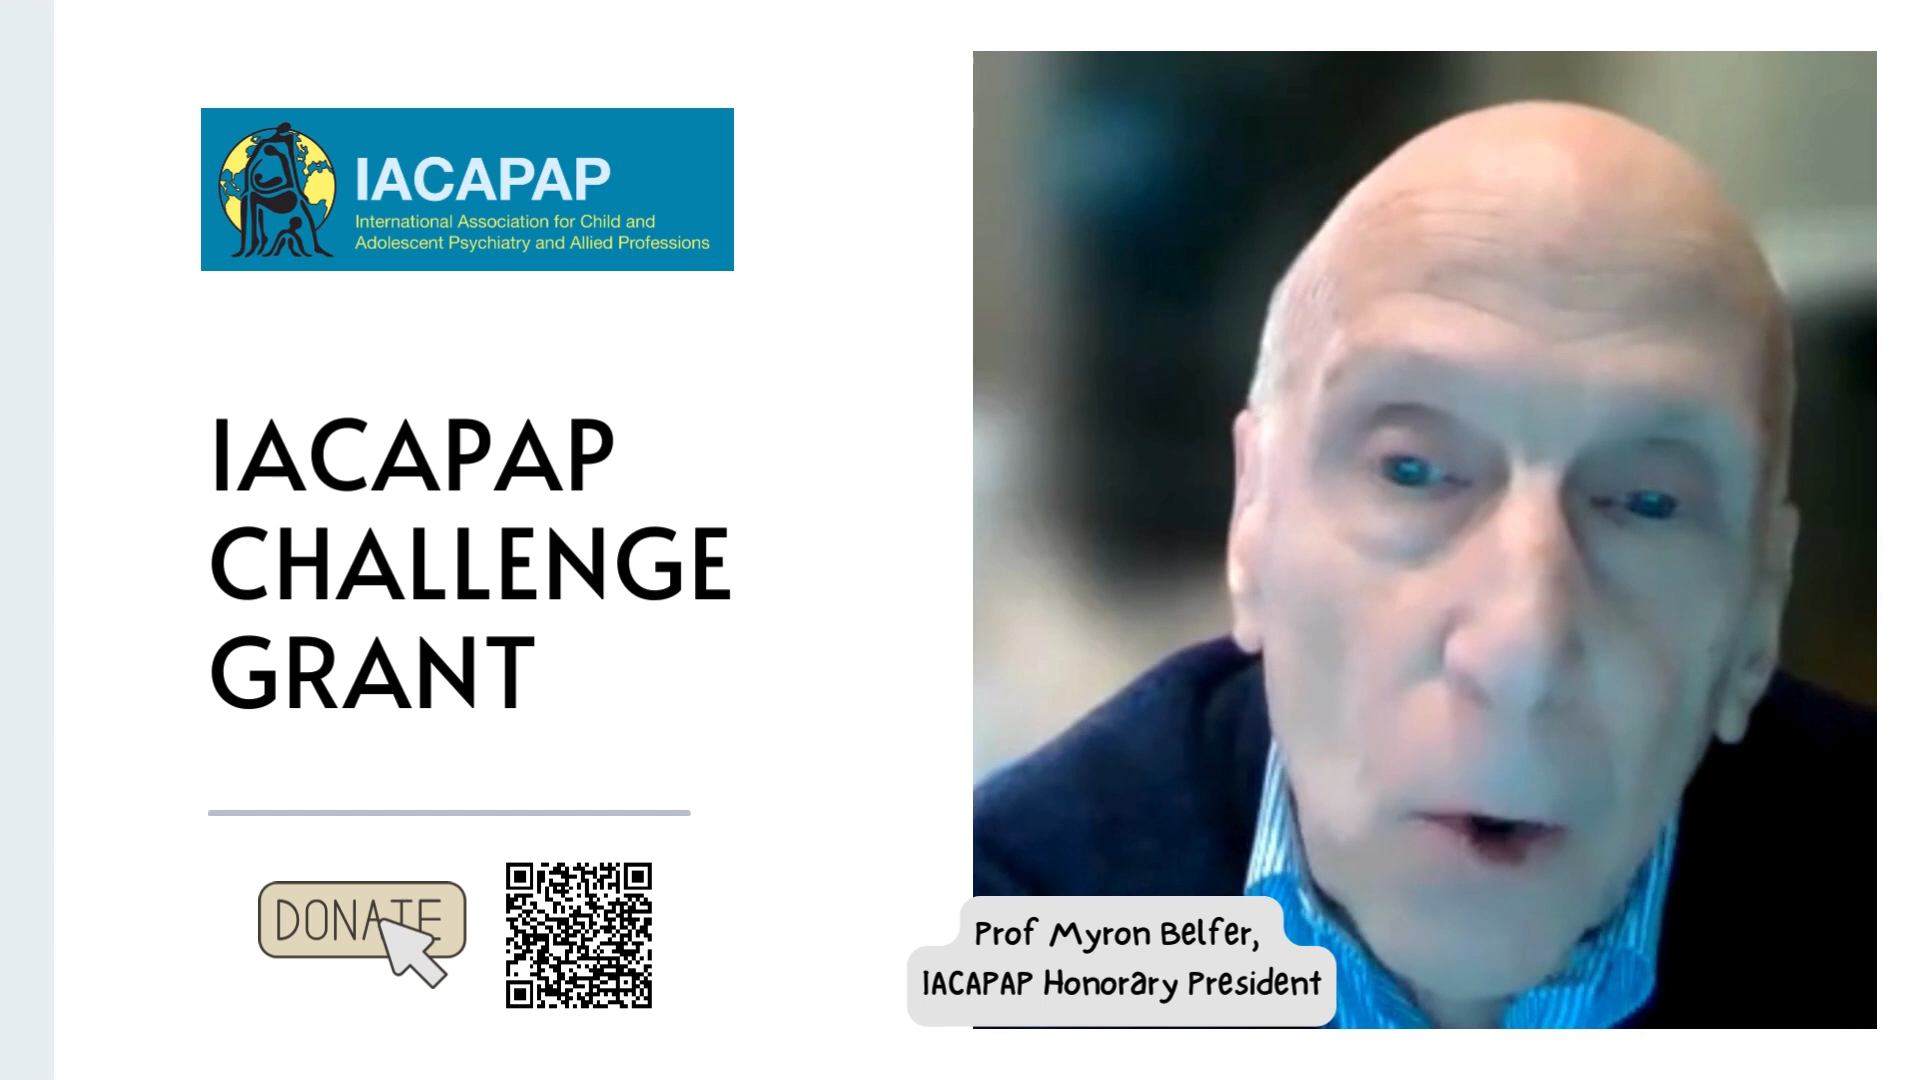 IACAPAP
International Association for Child and
Adolescent Psychiatry and Allied Professions
IACAPAP
CHALLENGE
GRANT
DONATE
Prof Myron Belfer,
IACAPAP Honorary President